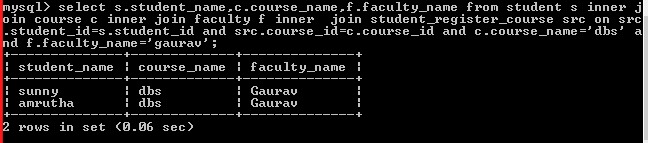 mysql> select s.student_name,c.course_name,f.faculty_name from student s inner j
oin course c inner join faculty f inner  join student_register_course src on src
.student_id=s.student_id and src.course_id=c.course_id and c.course_name='dbs' a
nd f.faculty_name='gaurav';
+--------------+-------------+--------------+
| student_name | course_name | faculty_name |
+--------------+-------------+--------------+
| sunny        | dbs         | Gaurav       |
| amrutha      | dbs         | Gaurav       |
+--------------+-------------+--------------+
2 rows in set (0.06 sec)